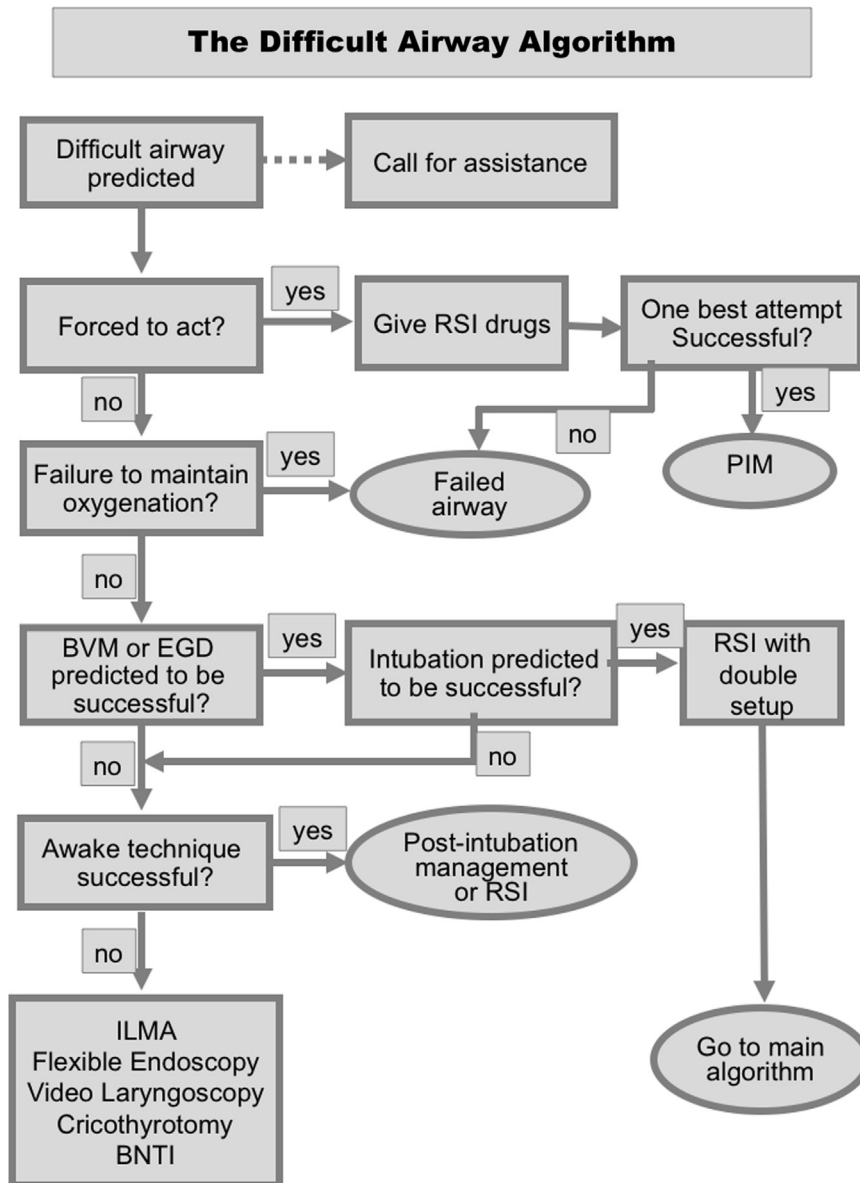 The Difficult Airway Algorithm
Difficult airway
predicted
Call for assistance
Forced to act?
yes
Give RSI drugs
One best attempt
Successful?
no
no
yes
Failure to maintain
oxygenation?
yes
Failed
airway
PIM
no
BVM or EGD
predicted to be
successful?
yes
Intubation predicted
to be successful?
yes
RSI with
double
setup
no
no
Awake technique
successful?
yes
Post-intubation
management
or RSI
no
ILMA
Flexible Endoscopy
Video Laryngoscopy
Cricothyrotomy
BNTI
Go to main
algorithm